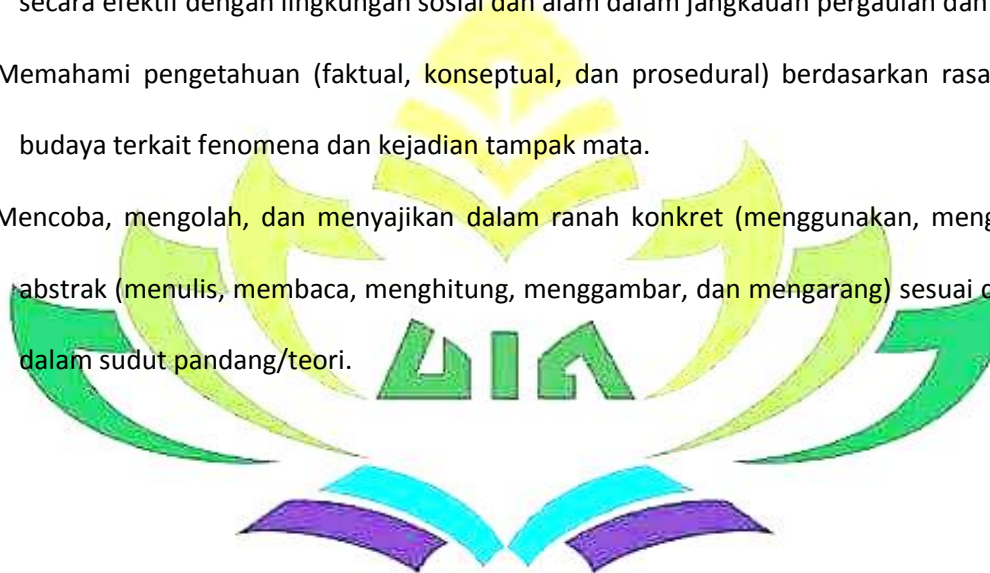 secara efektif dengan lingkungan sosial dan alam dalam jangkauan pergaulan dan
Memahami pengetahuan (faktual, konseptual, dan prosedural) berdasarkan rasa
budaya terkait fenomena dan kejadian tampak mata.
Mencoba, mengolah, dan menyajikan dalam ranah konkret (menggunakan,
abstrak (menulis, membaca, menghitung, menggambar, dan mengarang) sesuai
dalam sudut pandang/teori.